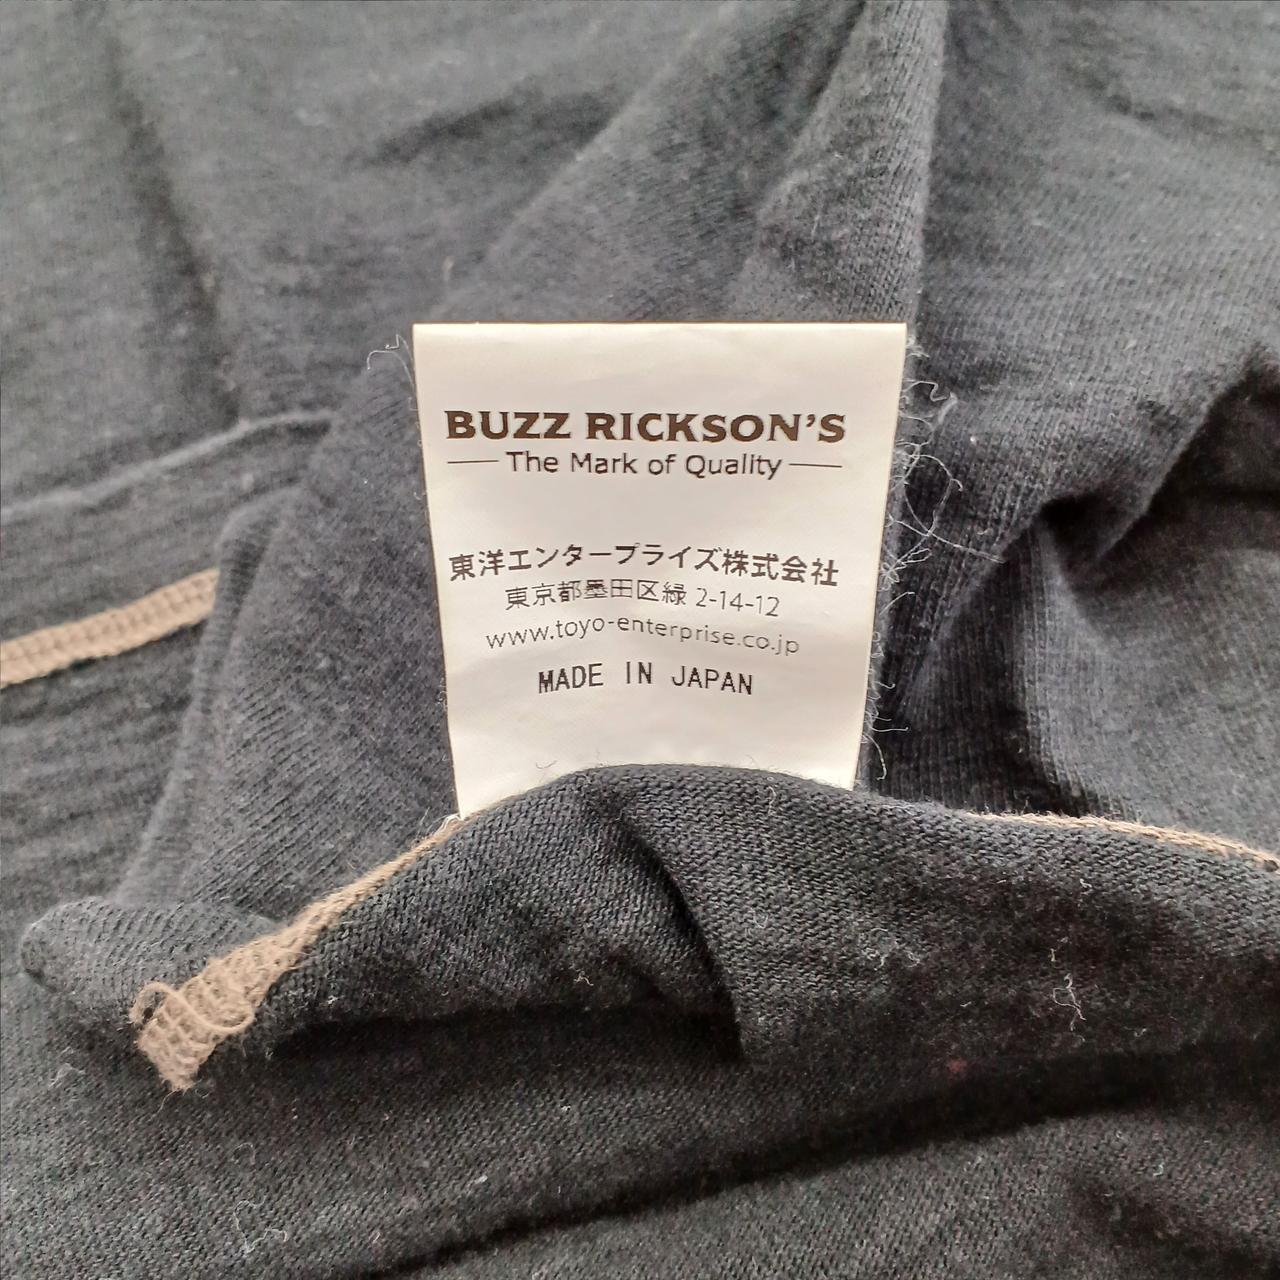 BUZZ RICKSON'S
The Mark of Quality
東洋エンタープライズ株式会社
東京都墨田区緑 2-14-12
www.toyo-enterprise.co.jp
MADE IN JAPAN